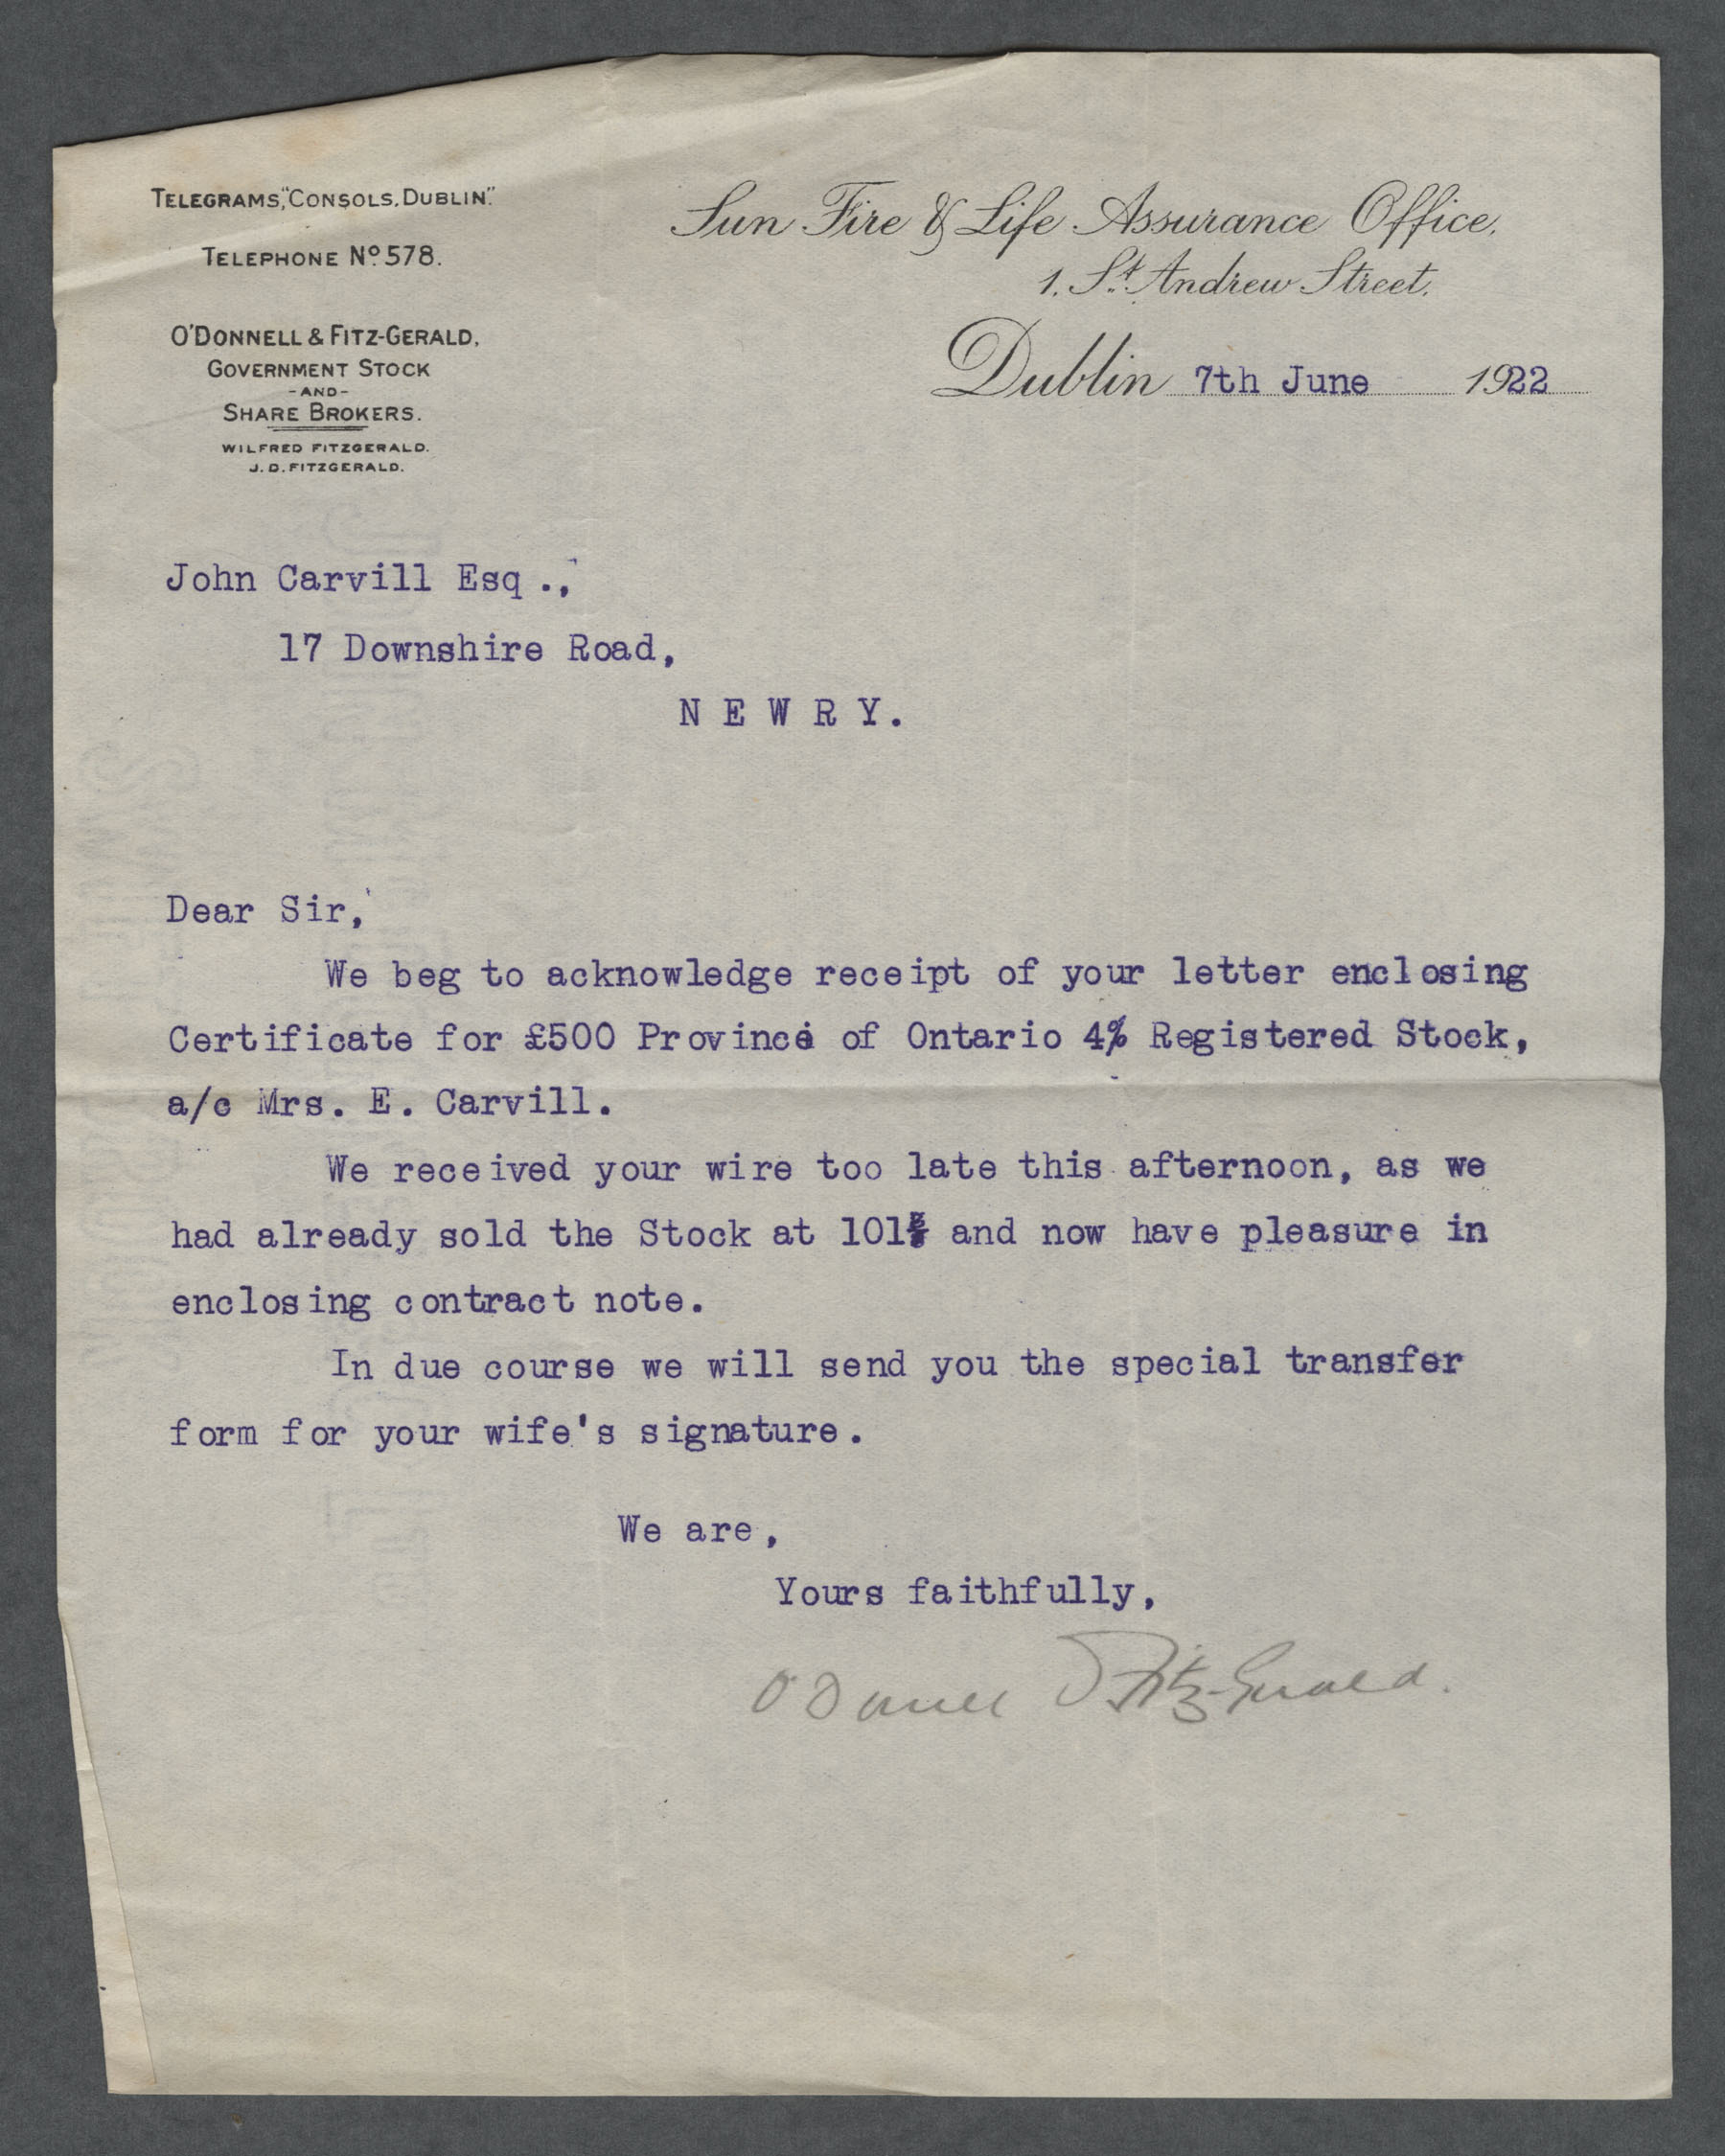 TELEGRAMS, "CONSOLS, DUBLIN."
TELEPHONE No. 578.
O'DONNELL & FITZ-GERALD,
GOVERNMENT STOCK
-AND-
SHARE BROKERS.
WILFRED FITZGERALD.
J. D. FITZGERALD.
Sun Fire & Life Assurance Office,
1, St. Andrew Street,
Dublin 7th June 1922
John Carvill Esq .,
17 Downshire Road,
N E W R Y.
Dear Sir,
We beg to acknowledge receipt of your letter enclosing
Certificate for £500 Province of Ontario 4% Registered Stock,
a/c Mrs. E. Carvill.
We received your wire too late this afternoon, as we
had already sold the Stock at 101 and now have pleasure in
enclosing contract note.
In due course we will send you the special transfer
form for your wife's signature.
We are,
Yours faithfully,
O'Donnell Fitz-Gerald.